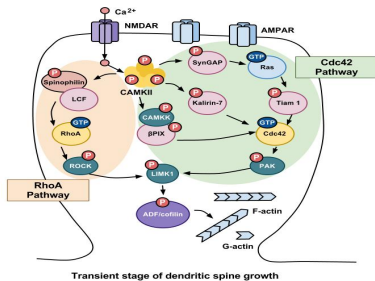 Ca2+
NMDAR
AMPAR
P
SynGAP
GTP
Ras
Cdc42
Pathway
P
Spinophilin
P
P
P
P
CAMKII
LCF
P
Kalirin-7
P
Tiam 1
P
CAMKK
P
βPIX
GTP
RhoA
GTP
Cdc42
P
ROCK
P
LIMK1
P
PAK
RhoA
Pathway
P
ADF/cofilin
F-actin
G-actin
Transient stage of dendritic spine growth